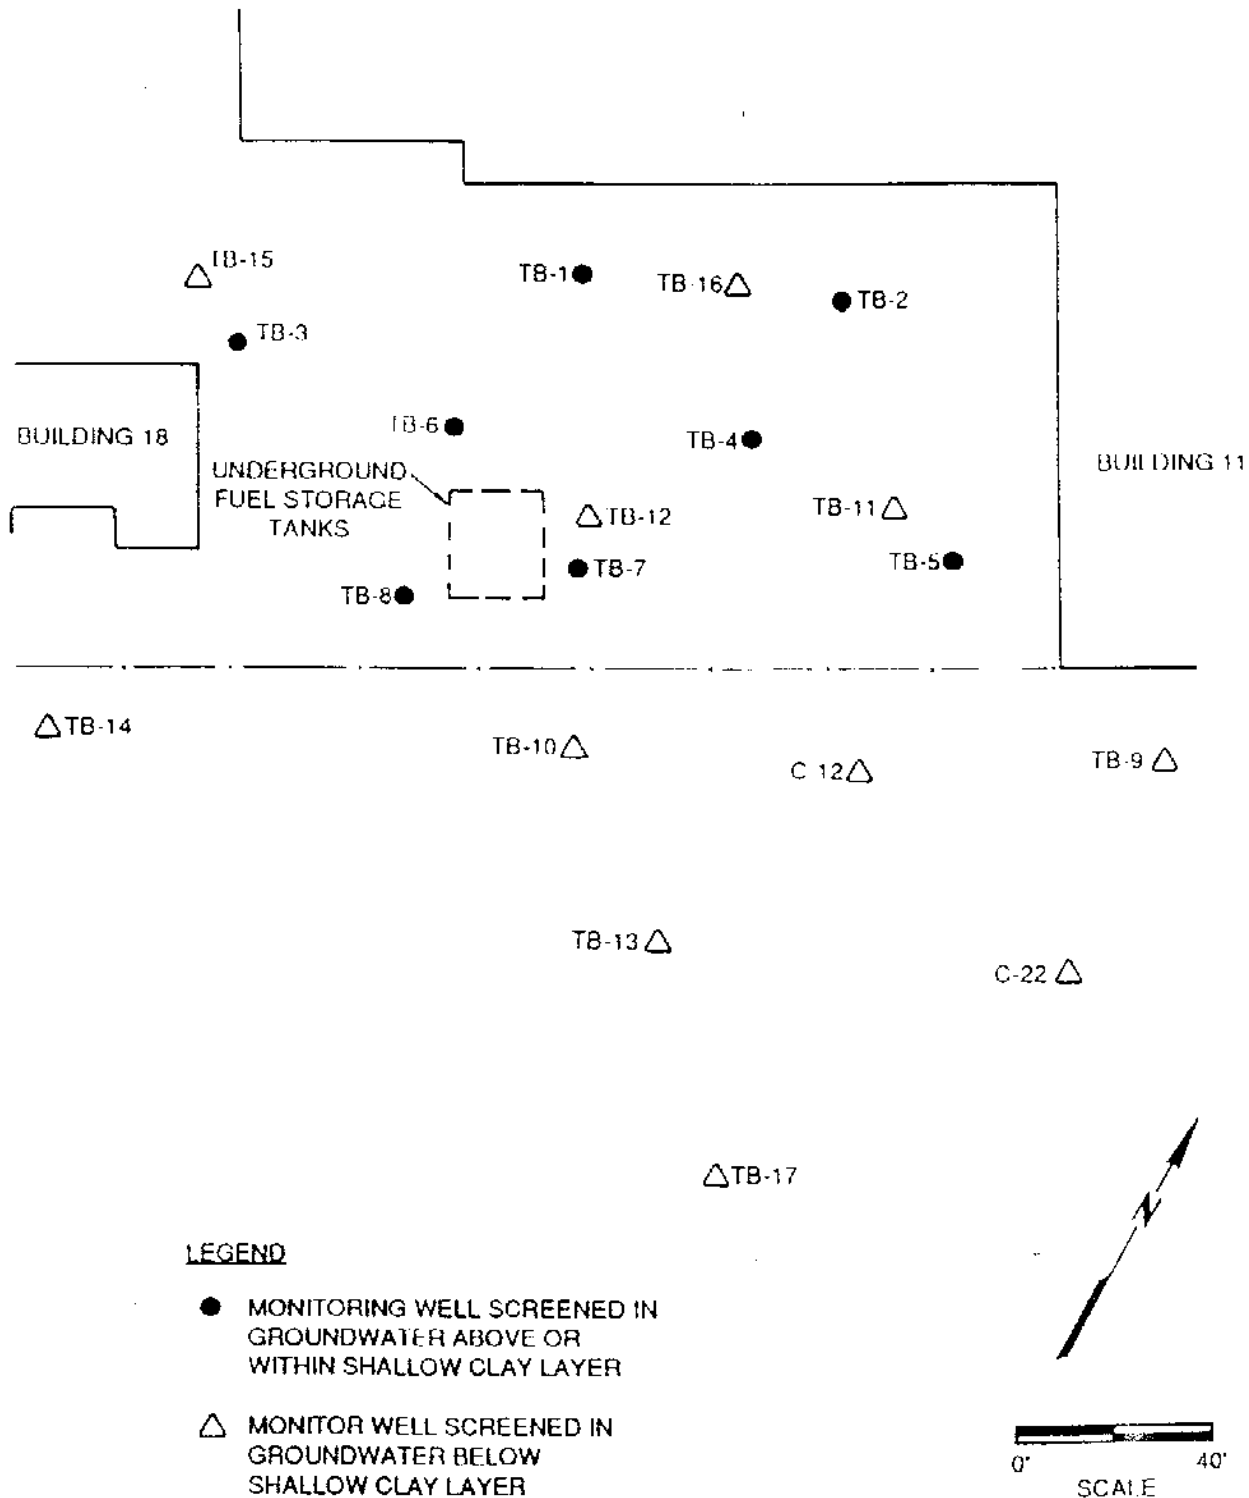 TB-15
TB-1
TB-16
TB-2
TB-3
TB-6
TB-4
BUILDING 18
BUILDING 11
UNDERGROUND
FUEL STORAGE
TANKS
TB-12
TB-11
TB-7
TB-5
TB-8
TB-14
TB-10
C-12
TB-9
TB-13
C-22
TB-17
N
LEGEND
MONITORING WELL SCREENED IN
GROUNDWATER ABOVE OR
WITHIN SHALLOW CLAY LAYER
MONITOR WELL SCREENED IN
GROUNDWATER BELOW
SHALLOW CLAY LAYER
0' 40'
SCALE